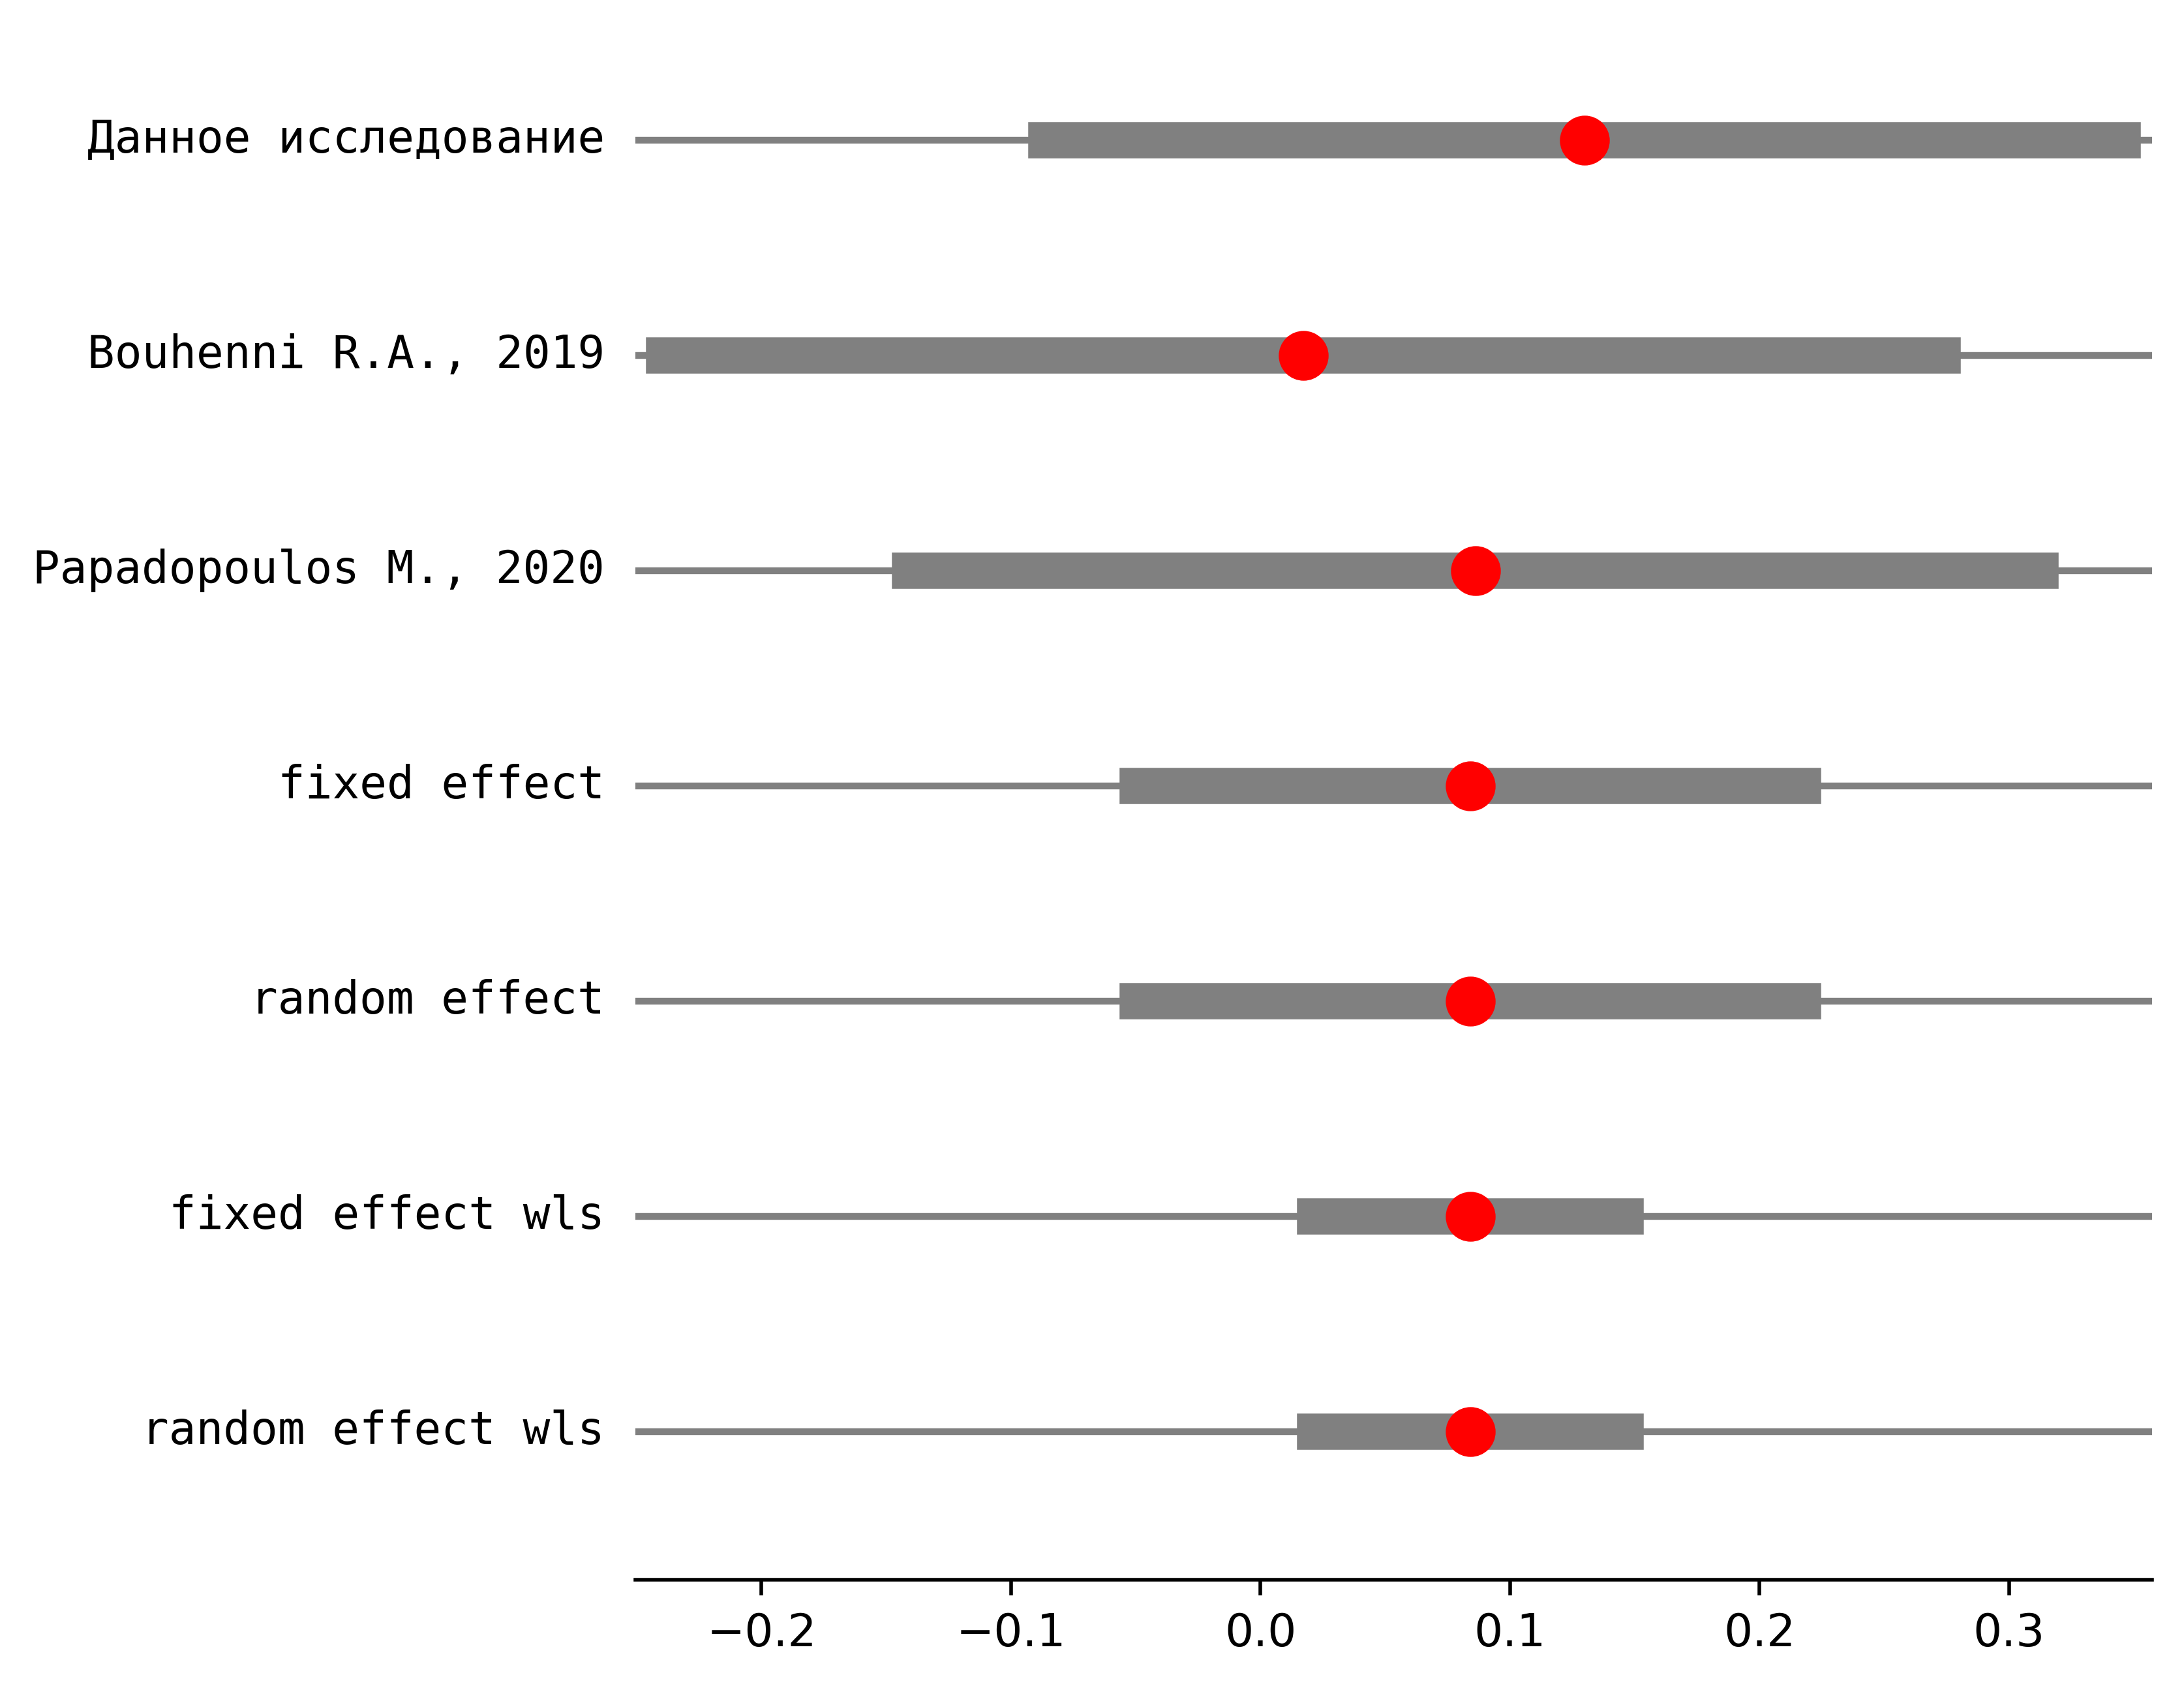 Данное исследование
Bouhenni R.A., 2019
Papadopoulos M., 2020
fixed effect
random effect
fixed effect wls
random effect wls
−0.2 −0.1 0.0 0.1 0.2 0.3